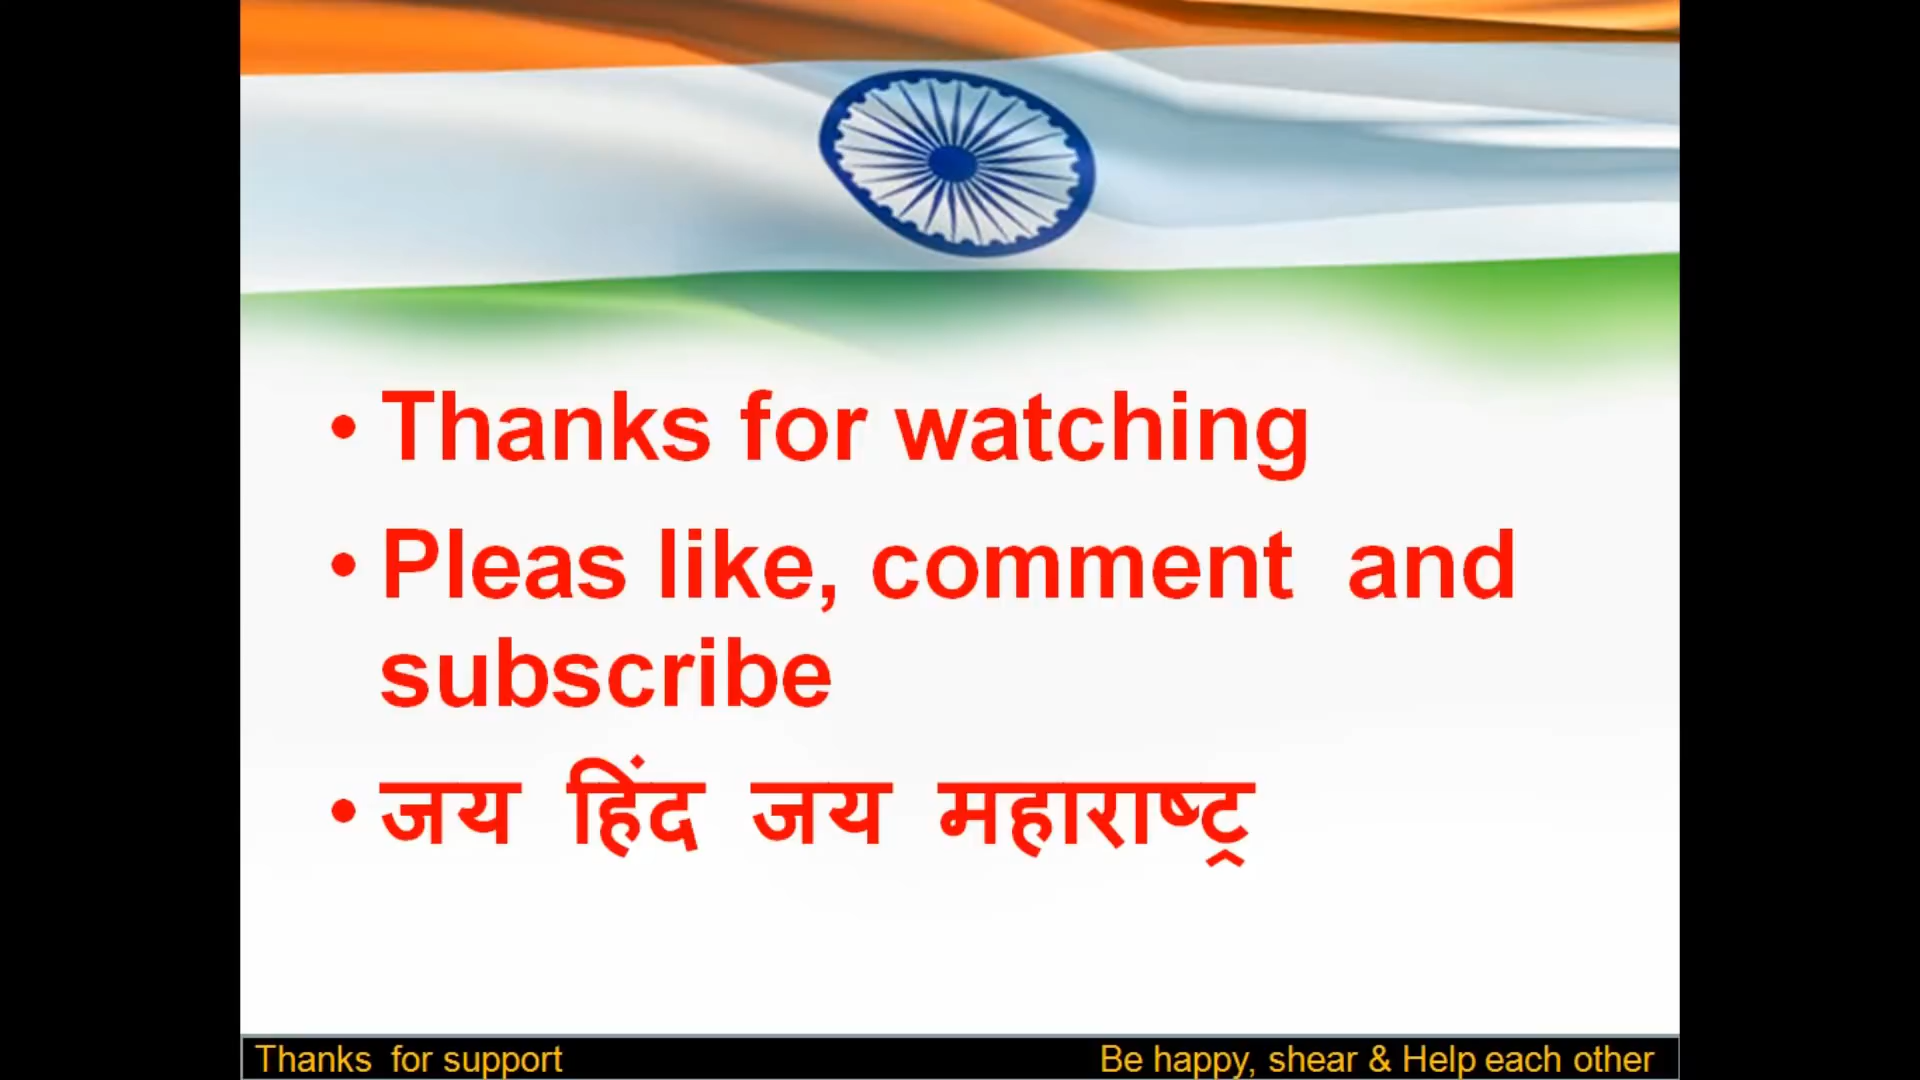 • Thanks for watching
• Pleas like, comment and
subscribe
• जय हिंद जय महाराष्ट्र
Thanks for support
Be happy, shear & Help each other